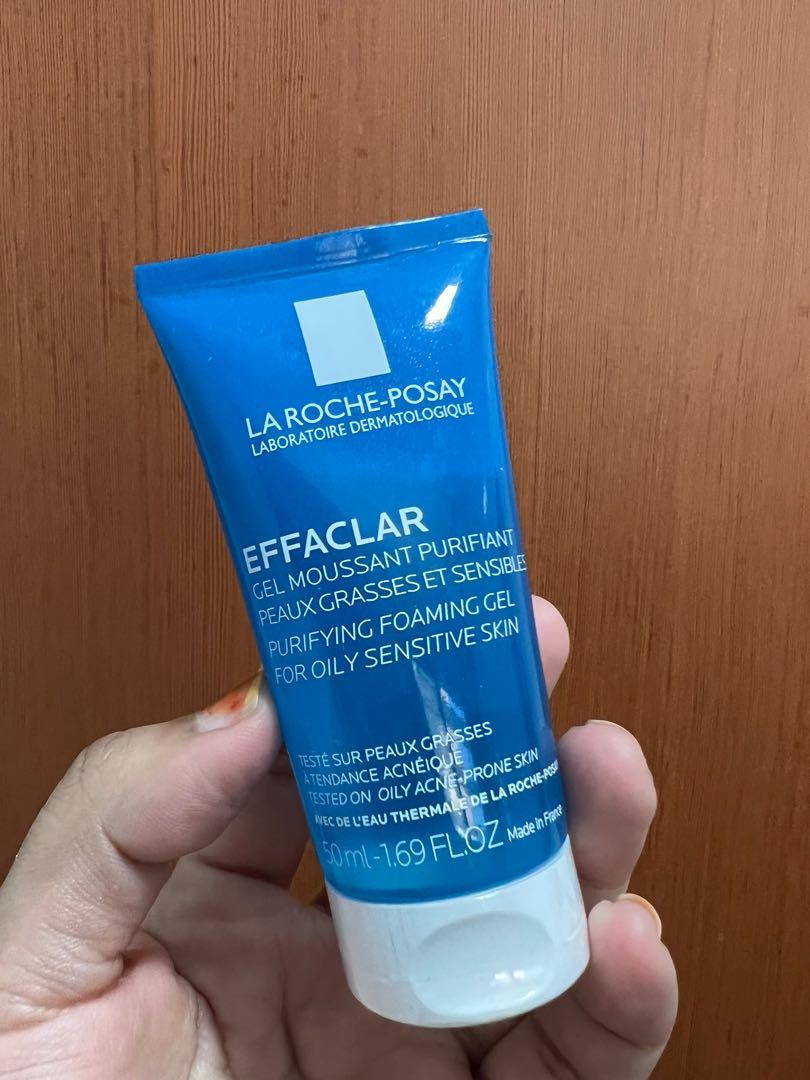 LA ROCHE-POSAY
LABORATOIRE DERMATOLOGIQUE
EFFACLAR
GEL MOUSSANT PURIFIANT
PEAUX GRASSES ET SENSIBLES
PURIFYING FOAMING GEL
FOR OILY SENSITIVE SKIN
TESTÉ SUR PEAUX GRASSES
À TENDANCE ACNÉIQUE
TESTED ON OILY ACNE-PRONE SKIN
AVEC DE L'EAU THERMALE DE LA ROCHE-POSAY
50 ml - 1.69 FL.OZ Made in France